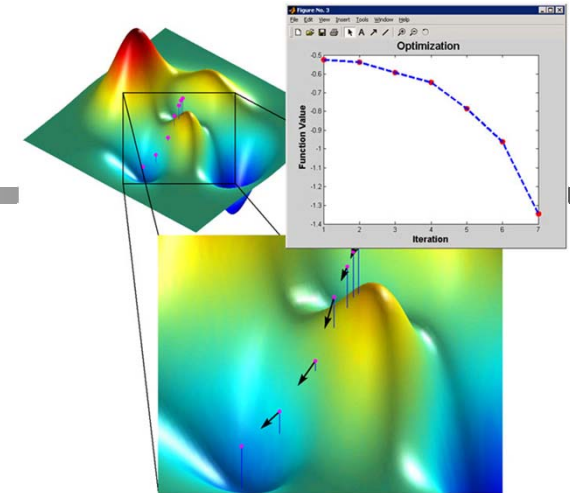 Figure No. 3
File Edit View Insert Tools Window Help
Optimization
Function Value
-0.5
-0.6
-0.7
-0.8
-0.9
-1
-1.1
-1.2
-1.3
-1.4
1 2 3 4 5 6 7
Iteration